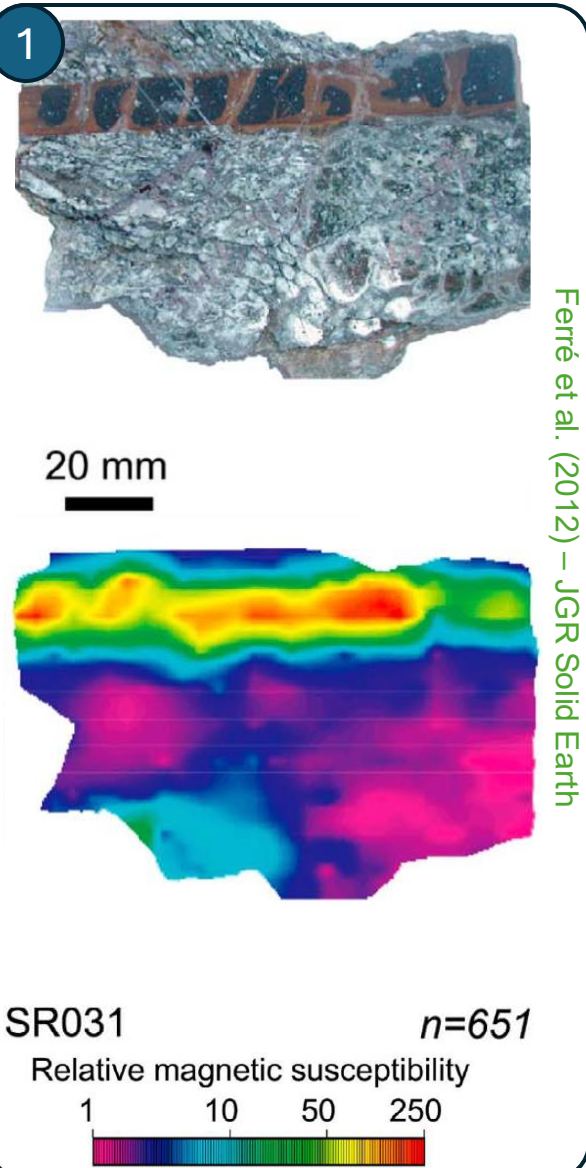 1
Ferré et al. (2012) – JGR Solid Earth
20 mm
SR031
n=651
Relative magnetic susceptibility
1 10 50 250